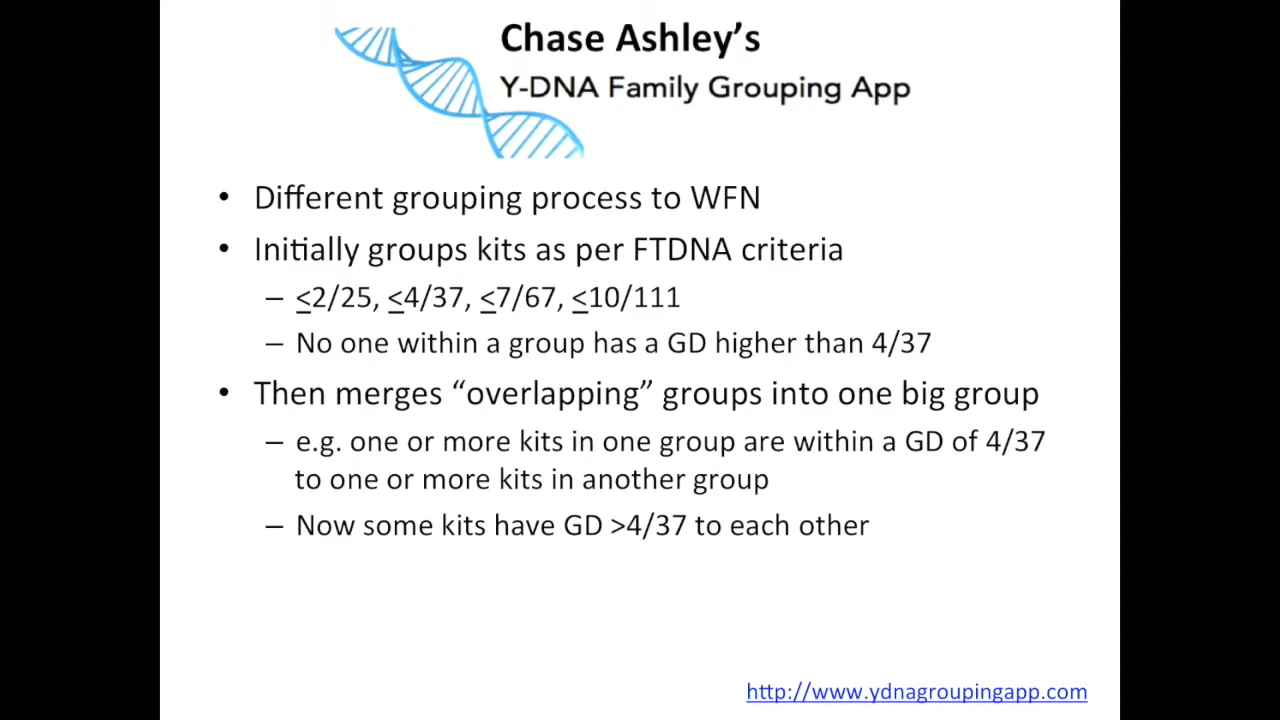 Chase Ashley’s
Y-DNA Family Grouping App
• Different grouping process to WFN
• Initially groups kits as per FTDNA criteria
– ≤2/25, ≤4/37, ≤7/67, ≤10/111
– No one within a group has a GD higher than 4/37
• Then merges “overlapping” groups into one big group
– e.g. one or more kits in one group are within a GD of 4/37
to one or more kits in another group
– Now some kits have GD >4/37 to each other
http://www.ydnagroupingapp.com